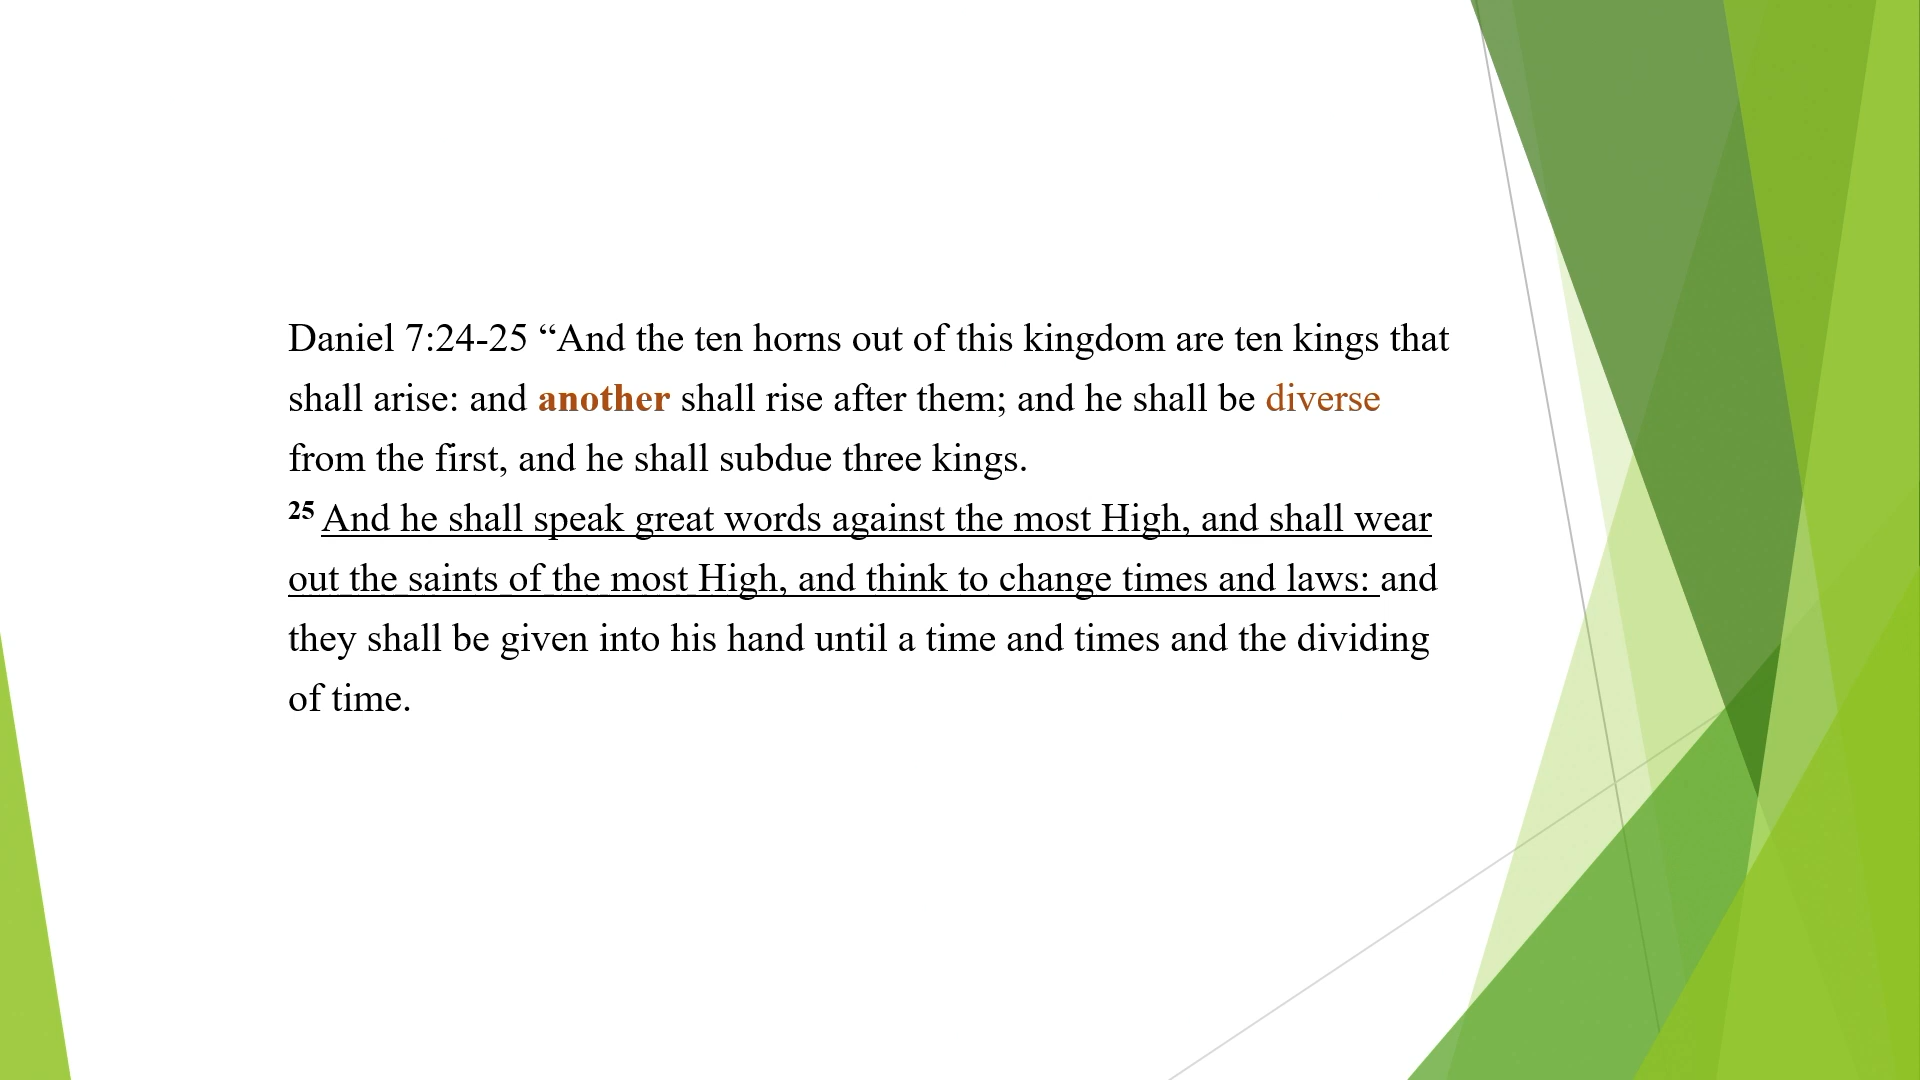 Daniel 7:24-25 “And the ten horns out of this kingdom are ten kings that
shall arise: and another shall rise after them; and he shall be diverse
from the first, and he shall subdue three kings.
25 And he shall speak great words against the most High, and shall wear
out the saints of the most High, and think to change times and laws: and
they shall be given into his hand until a time and times and the dividing
of time.